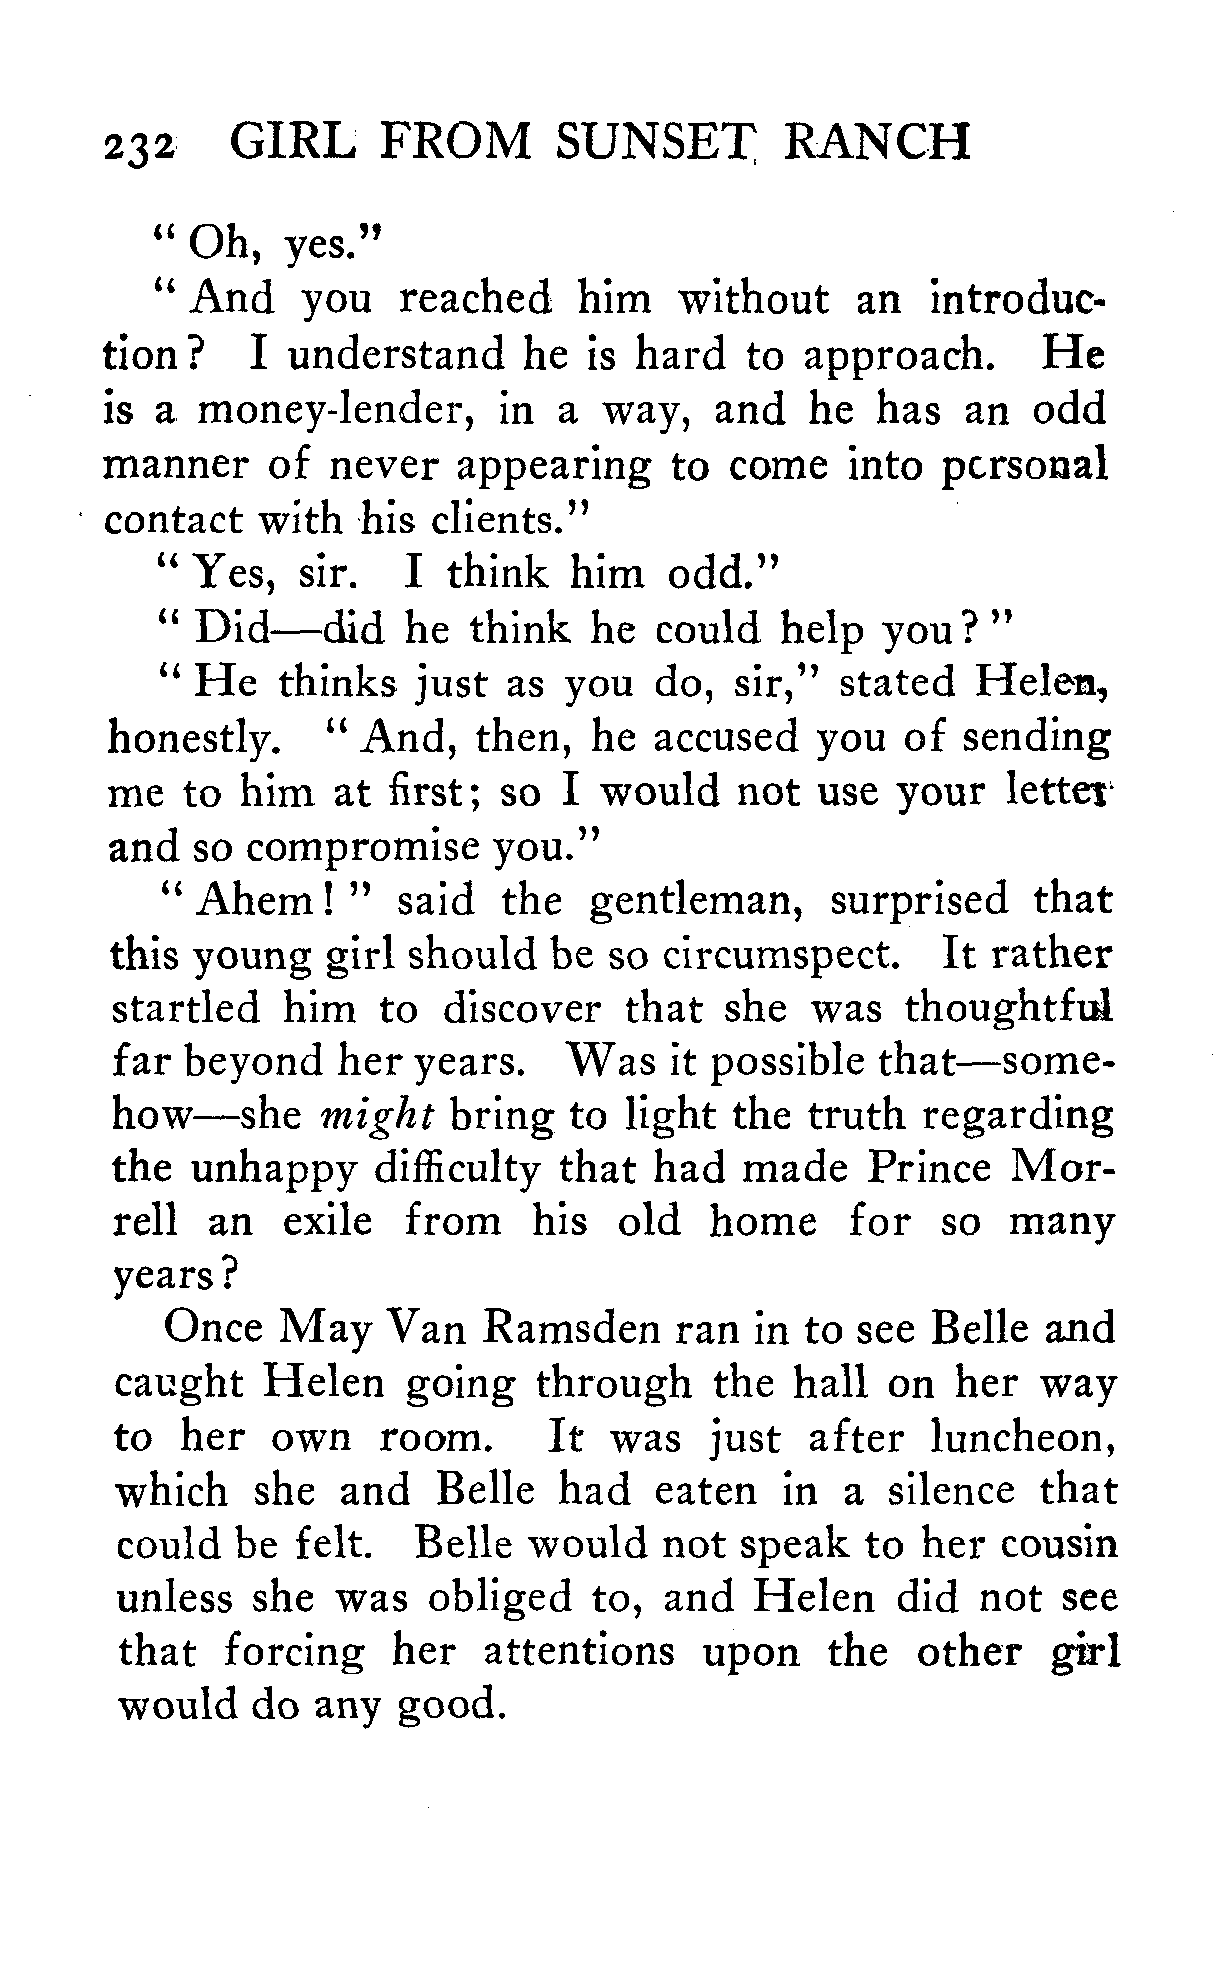 232 GIRL FROM SUNSET RANCH
" Oh, yes."
" And you reached him without an introduc-
tion? I understand he is hard to approach. He
is a money-lender, in a way, and he has an odd
manner of never appearing to come into personal
contact with his clients."
" Yes, sir. I think him odd."
" Did—did he think he could help you? "
" He thinks just as you do, sir," stated Helen,
honestly. " And, then, he accused you of sending
me to him at first; so I would not use your letter
and so compromise you."
" Ahem! " said the gentleman, surprised that
this young girl should be so circumspect. It rather
startled him to discover that she was thoughtful
far beyond her years. Was it possible that—some-
how—she might bring to light the truth regarding
the unhappy difficulty that had made Prince Mor-
rell an exile from his old home for so many
years?
Once May Van Ramsden ran in to see Belle and
caught Helen going through the hall on her way
to her own room. It was just after luncheon,
which she and Belle had eaten in a silence that
could be felt. Belle would not speak to her cousin
unless she was obliged to, and Helen did not see
that forcing her attentions upon the other girl
would do any good.